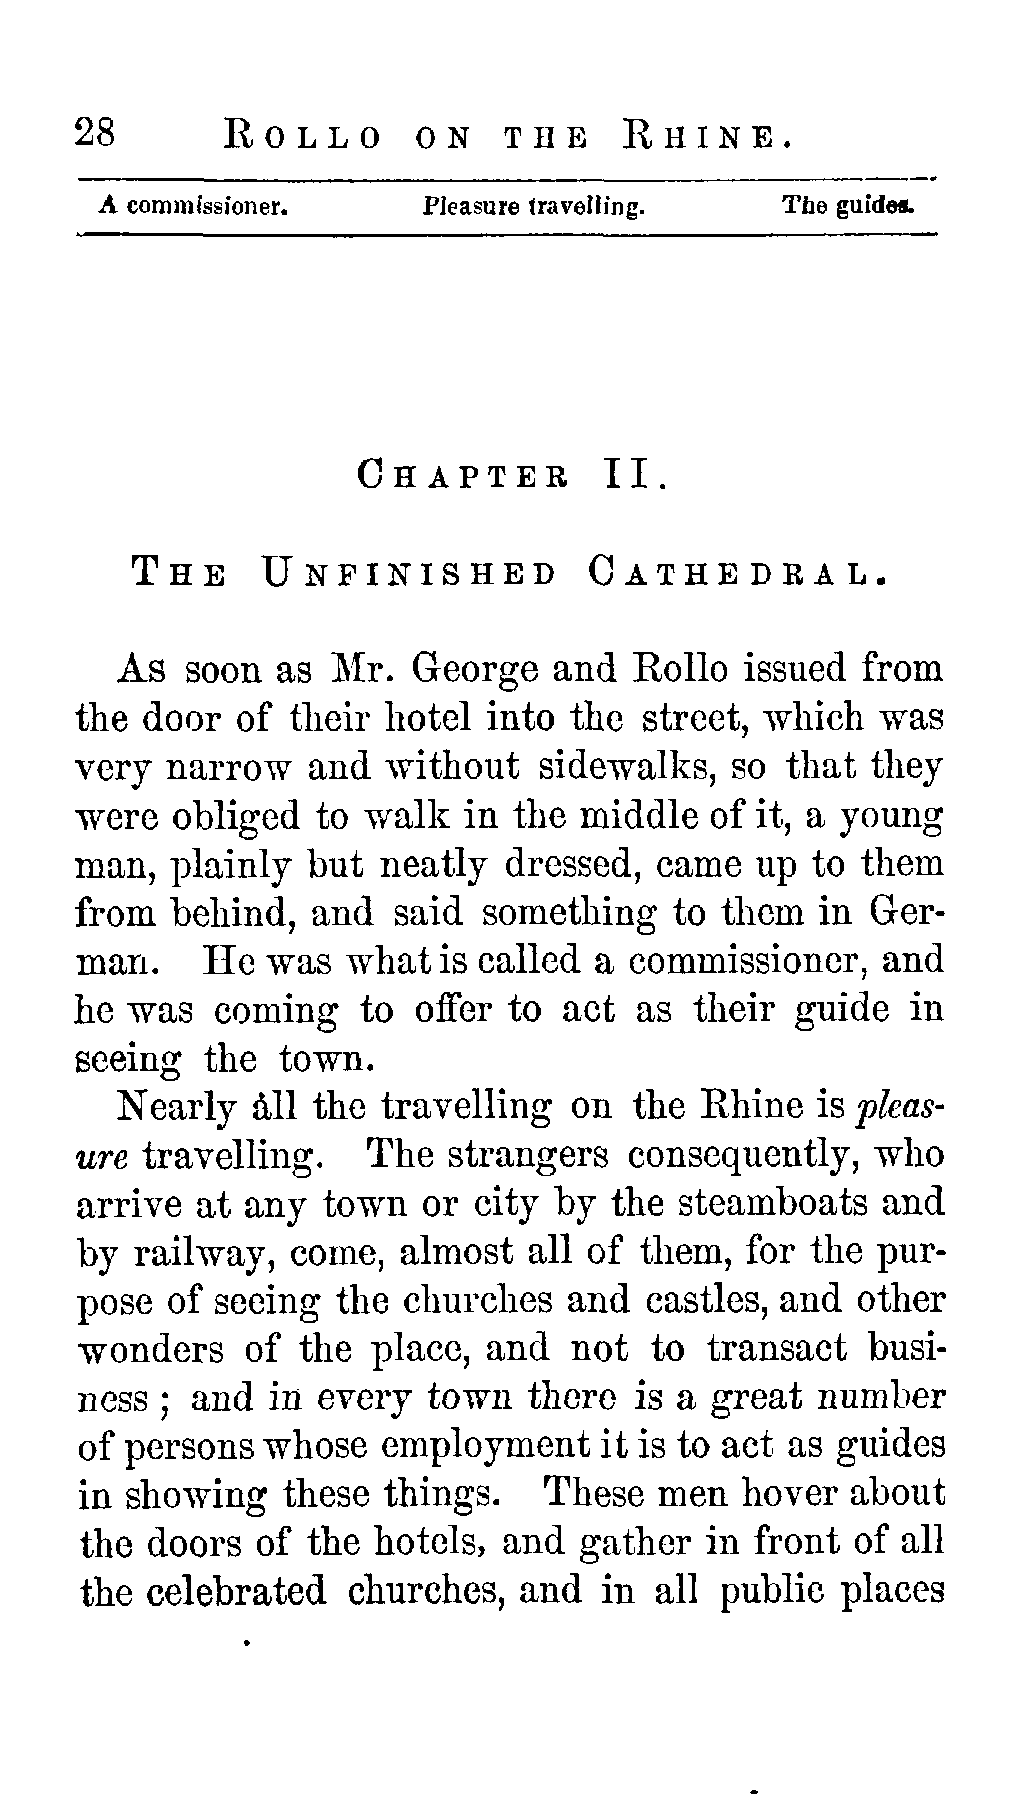 28 ROLLO ON THE RHINE.
A commissioner. Pleasure travelling. The guides.
CHAPTER II.
THE UNFINISHED CATHEDRAL.
As soon as Mr. George and Rollo issued from
the door of their hotel into the street, which was
very narrow and without sidewalks, so that they
were obliged to walk in the middle of it, a young
man, plainly but neatly dressed, came up to them
from behind, and said something to them in Ger-
man. He was what is called a commissioner, and
he was coming to offer to act as their guide in
seeing the town.
Nearly all the travelling on the Rhine is pleas-
ure travelling. The strangers consequently, who
arrive at any town or city by the steamboats and
by railway, come, almost all of them, for the pur-
pose of seeing the churches and castles, and other
wonders of the place, and not to transact busi-
ness ; and in every town there is a great number
of persons whose employment it is to act as guides
in showing these things. These men hover about
the doors of the hotels, and gather in front of all
the celebrated churches, and in all public places